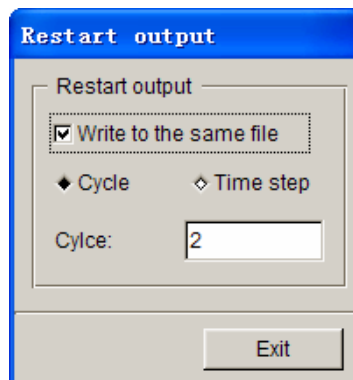 Restart output
Restart output
Write to the same file
Cycle Time step
Cylce: 2
Exit